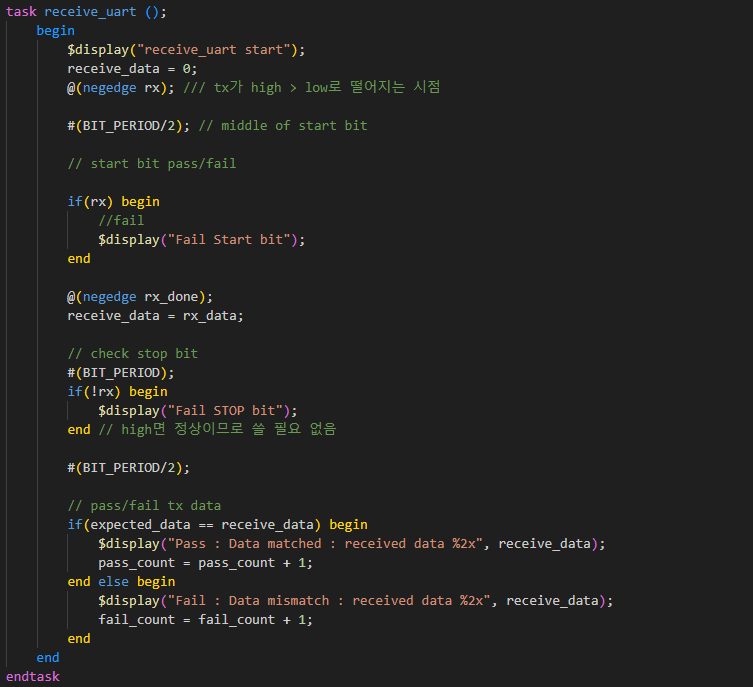 task receive_uart ();
begin
$display("receive_uart start");
receive_data = 0;
@(negedge rx); /// tx가 high > low로 떨어지는 시점
#(BIT_PERIOD/2); // middle of start bit
// start bit pass/fail
if(rx) begin
//fail
$display("Fail Start bit");
end
@(negedge rx_done);
receive_data = rx_data;
// check stop bit
#(BIT_PERIOD);
if(!rx) begin
$display("Fail STOP bit");
end // high면 정상이므로 쓸 필요 없음
#(BIT_PERIOD/2);
// pass/fail tx data
if(expected_data == receive_data) begin
$display("Pass : Data matched : received data %2x", receive_data);
pass_count = pass_count + 1;
end else begin
$display("Fail : Data mismatch : received data %2x", receive_data);
fail_count = fail_count + 1;
end
end
endtask